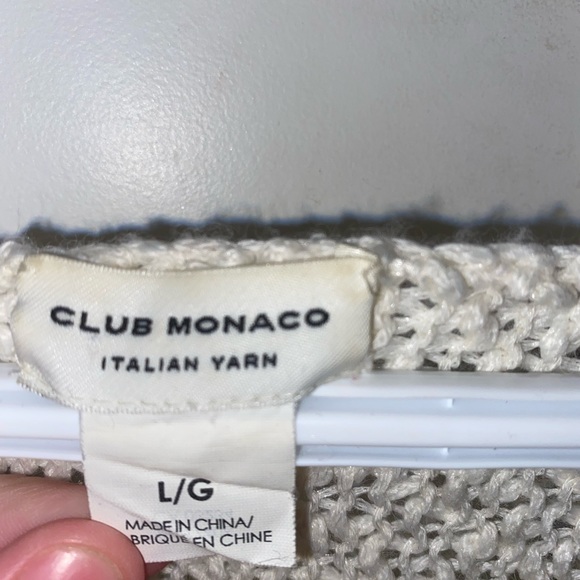 CLUB MONACO
ITALIAN YARN
L/G
MADE IN CHINA/
BRIQUE EN CHINE